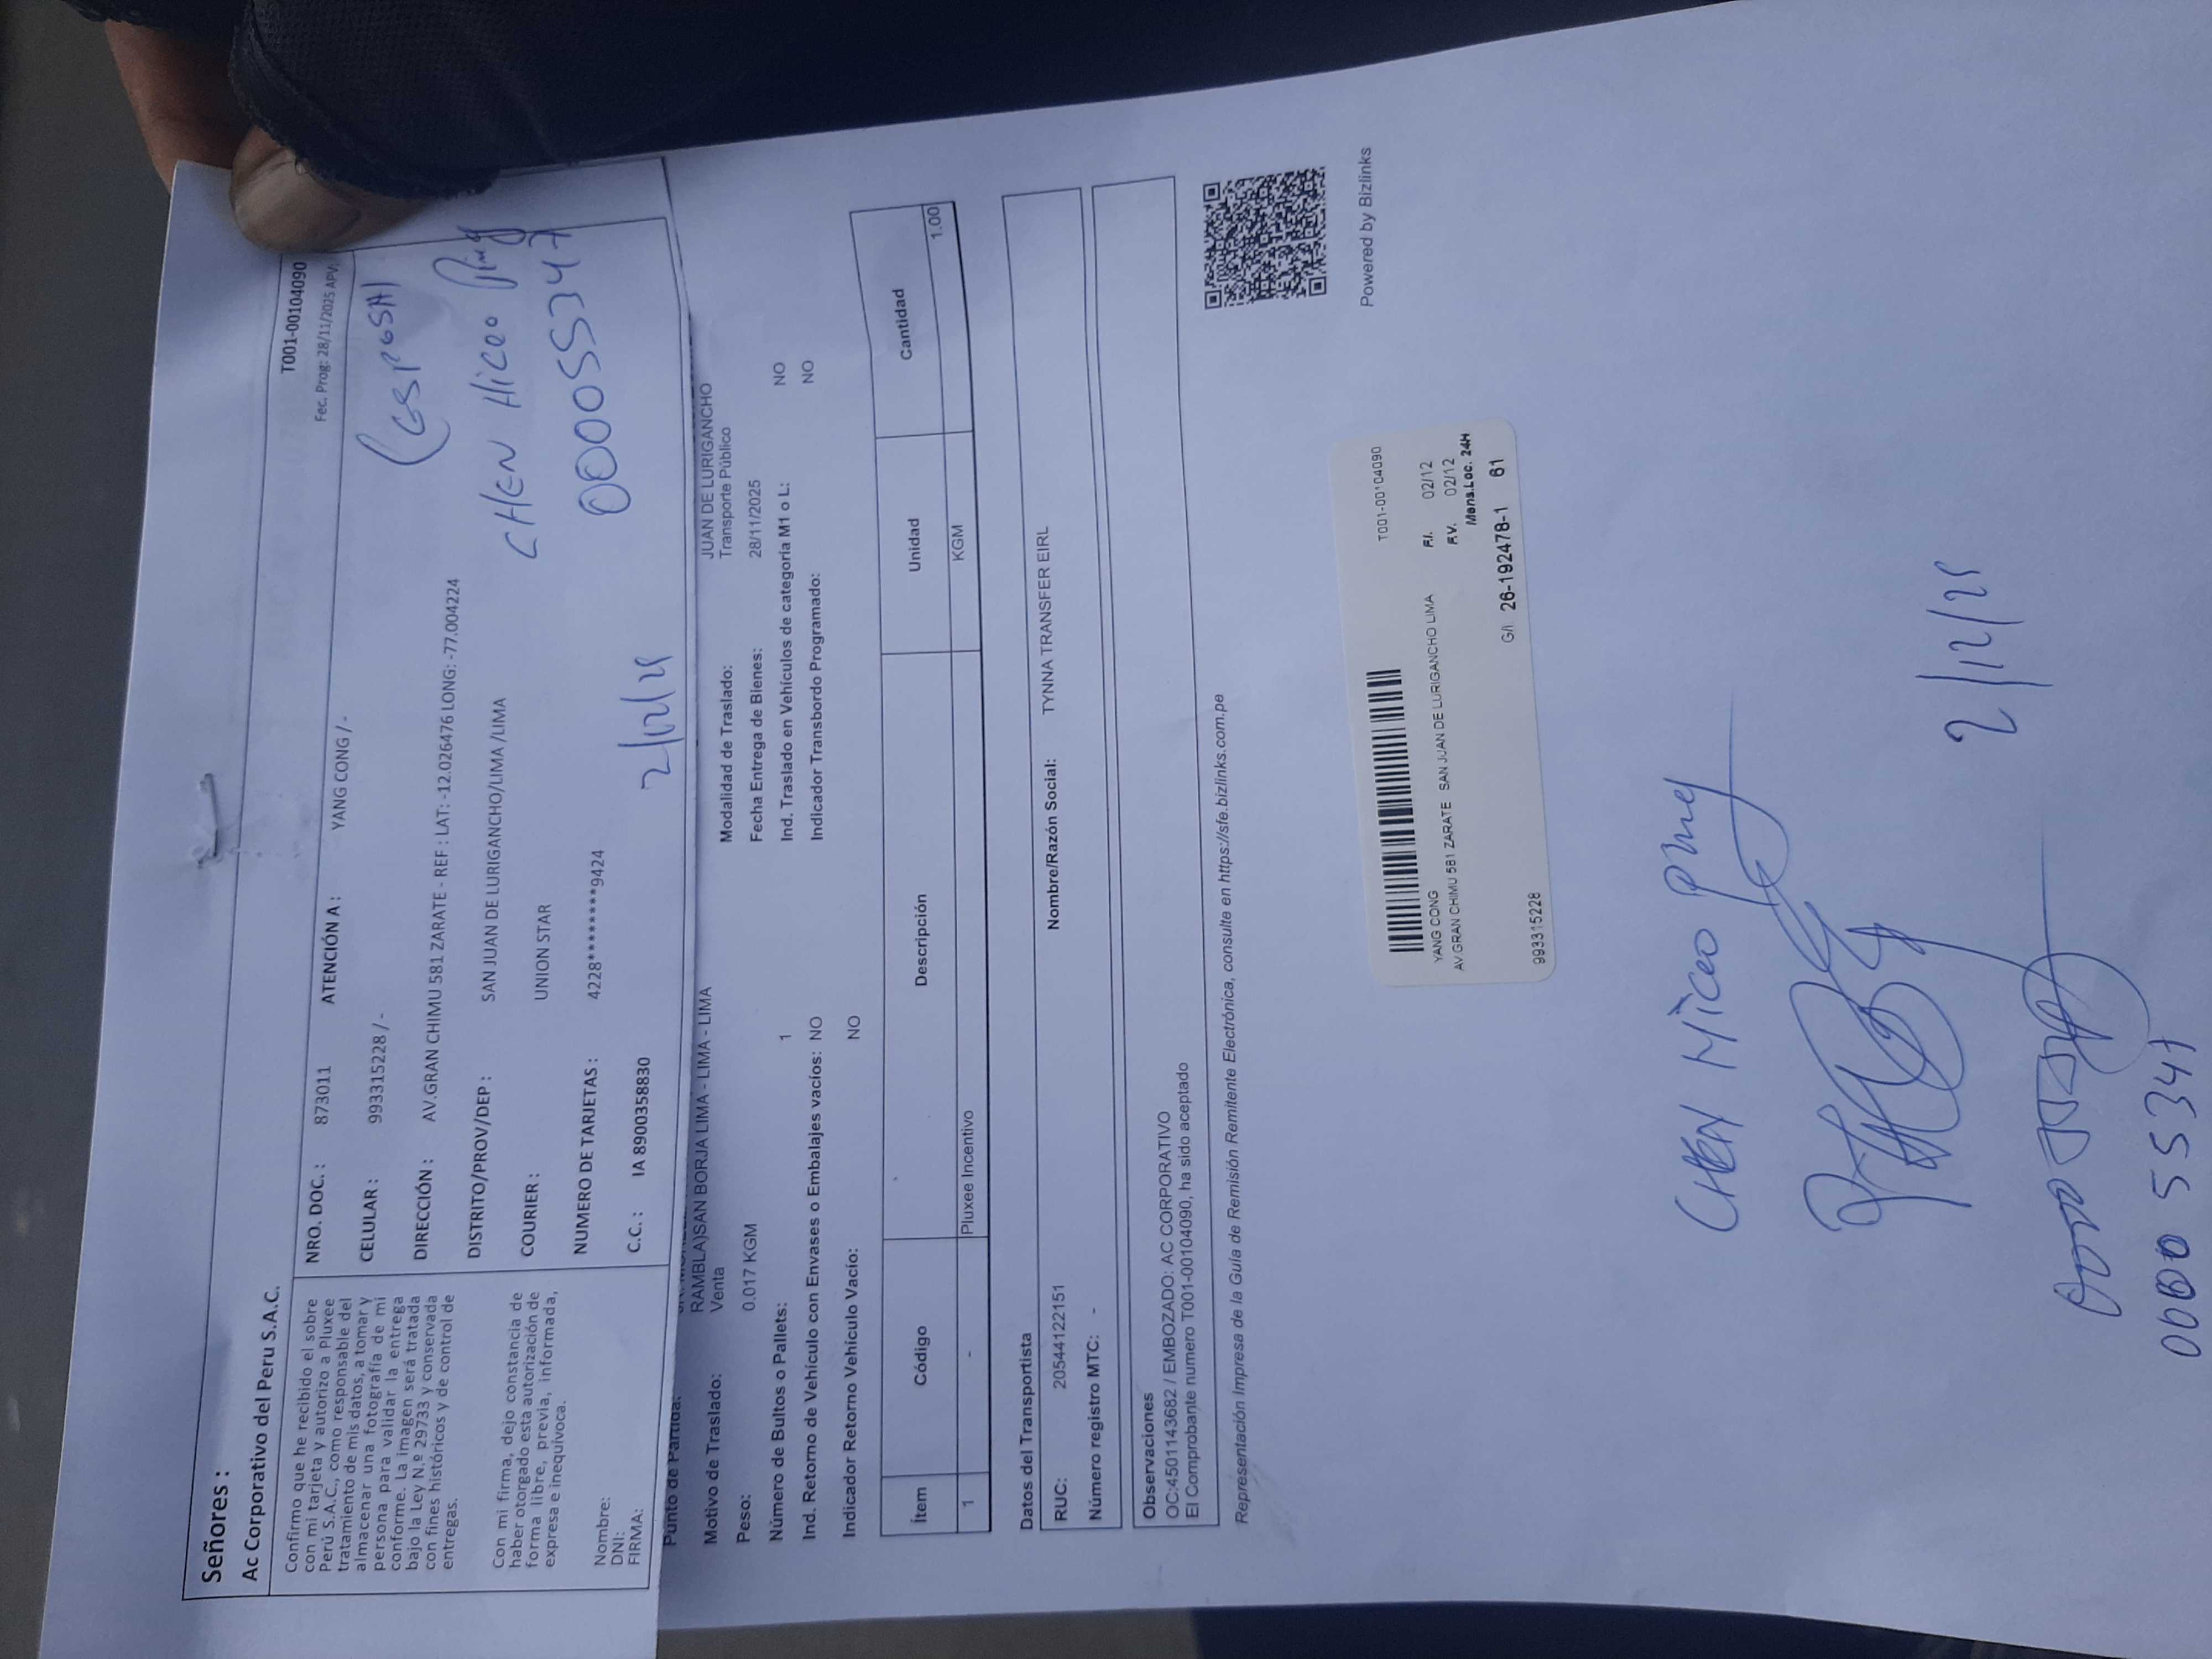 Señores :
Ac Corporativo del Peru S.A.C.
T001-00104090
Fec. Prog: 28/11/2025 APV:
Confirmo que he recibido el sobre
con mi tarjeta y autorizo a Pluxee
Perú S.A.C., como responsable del
tratamiento de mis datos, a tomar y
almacenar una fotografía de mi
persona para validar la entrega
conforme. La imagen será tratada
bajo la Ley N.º 29733 y conservada
con fines históricos y de control de
entregas.
Con mi firma, dejo constancia de
haber otorgado esta autorización de
forma libre, previa, informada,
expresa e inequívoca.
Nombre:
DNI:
FIRMA:
NRO. DOC. : 873011 ATENCIÓN A : YANG CONG /-
CELULAR : 993315228 /-
DIRECCIÓN : AV.GRAN CHIMU 581 ZARATE - REF : LAT: -12.026476 LONG: -77.004224
DISTRITO/PROV/DEP : SAN JUAN DE LURIGANCHO/LIMA /LIMA
COURIER : UNION STAR
NUMERO DE TARJETAS : 4228********9424
C.C. : IA 8900358830
CHEN
000055347
2/12/25
Punto de Partida:
RAMBLA)SAN BORJA LIMA - LIMA - LIMA
JUAN DE LURIGANCHO
Motivo de Traslado: Venta
Modalidad de Traslado: Transporte Público
Peso: 0.017 KGM
Fecha Entrega de Bienes: 28/11/2025
Número de Bultos o Pallets: 1
Ind. Traslado en Vehículos de categoría M1 o L: NO
Ind. Retorno de Vehículo con Envases o Embalajes vacíos: NO
Indicador Transbordo Programado: NO
Indicador Retorno Vehículo Vacío: NO
Ítem Código Descripción Unidad Cantidad
1 - Pluxee Incentivo KGM 1.00
Datos del Transportista
RUC: 20544122151 Nombre/Razón Social: TYNNA TRANSFER EIRL
Número registro MTC: -
Observaciones
OC:4501143682 / EMBOZADO: AC CORPORATIVO
El Comprobante numero T001-00104090, ha sido aceptado
Representación Impresa de la Guía de Remisión Remitente Electrónica, consulte en https://sfe.bizlinks.com.pe
Powered by Bizlinks
T001-00104090
YANG CONG
AV.GRAN CHIMU 581 ZARATE SAN JUAN DE LURIGANCHO LIMA
F.I. 02/12
F.V. 02/12
Mens.Loc. 24H
G/I 26-192478-1 61
993315228
CHEN
2/12/25
000055347